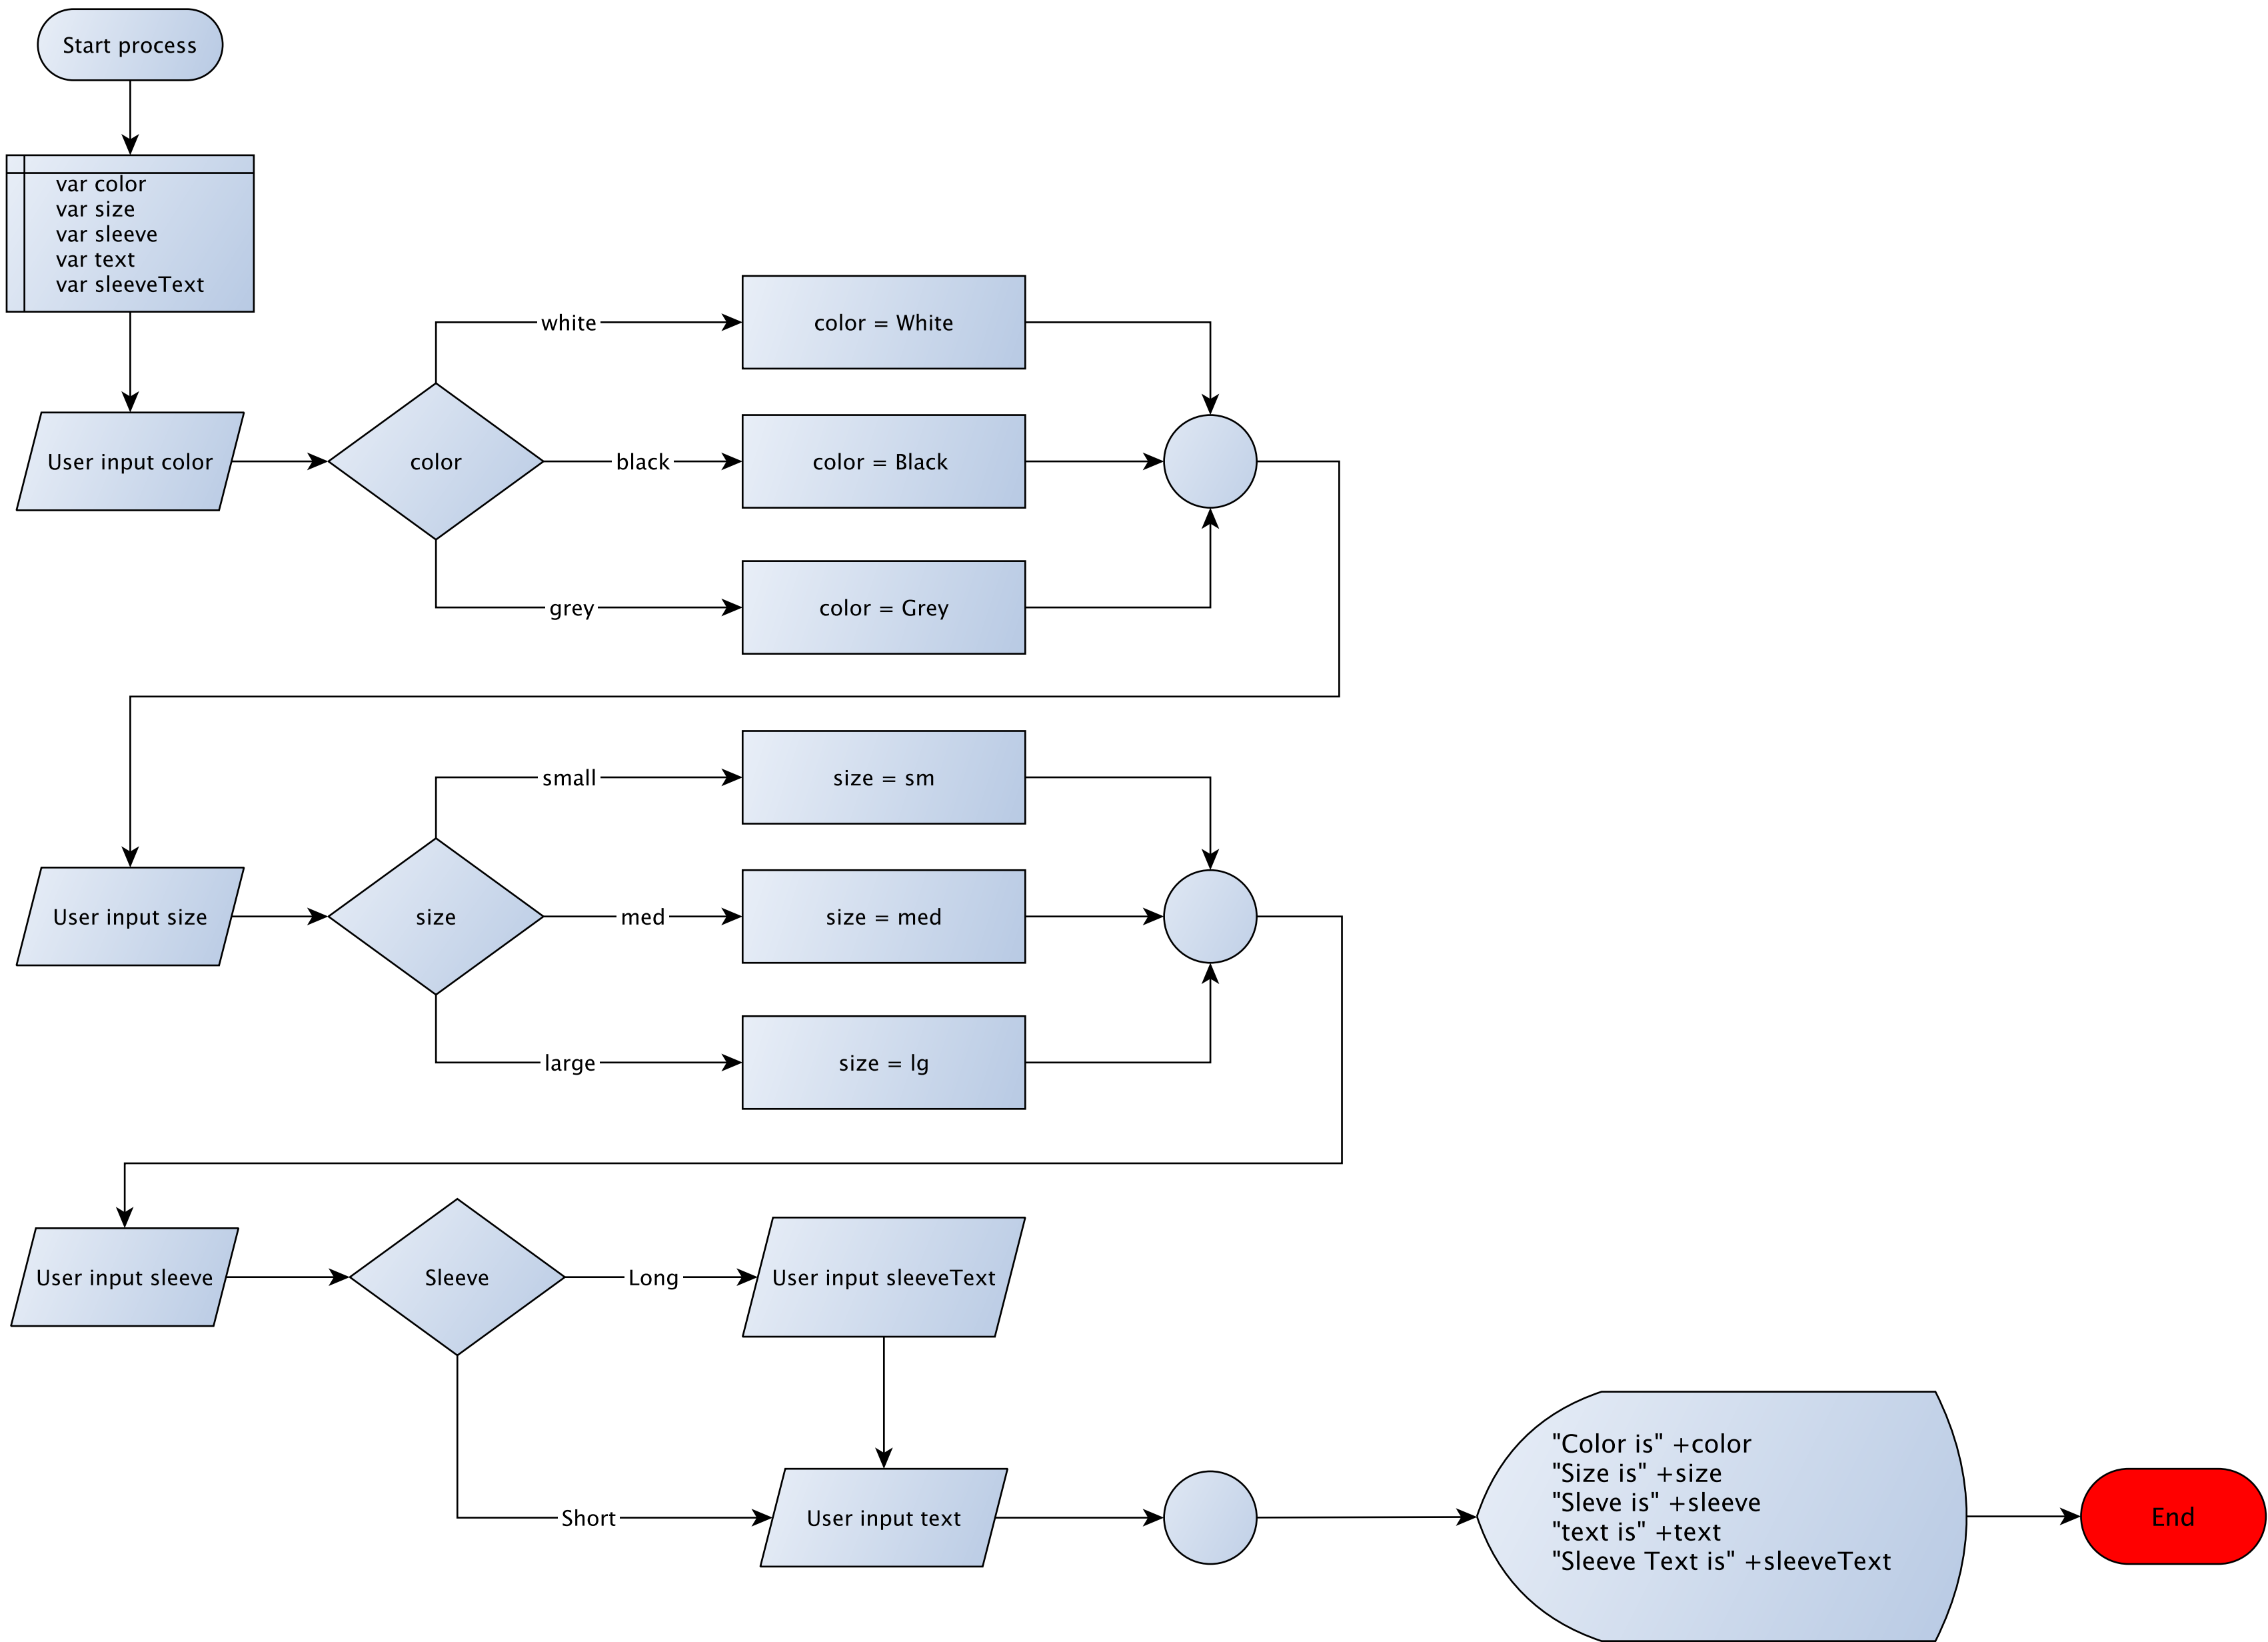 Start process
var color
var size
var sleeve
var text
var sleeveText
User input color
color
white
color = White
black
color = Black
grey
color = Grey
User input size
size
small
size = sm
med
size = med
large
size = lg
User input sleeve
Sleeve
Long
User input sleeveText
Short
User input text
"Color is" +color
"Size is" +size
"Sleve is" +sleeve
"text is" +text
"Sleeve Text is" +sleeveText
End